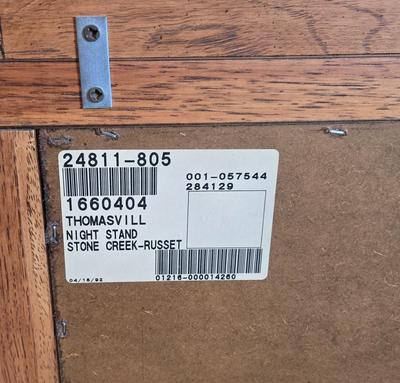 24811-805
001-057544
284129
1660404
THOMASVILL
NIGHT STAND
STONE CREEK-RUSSET
04/16/92
01216-000014260